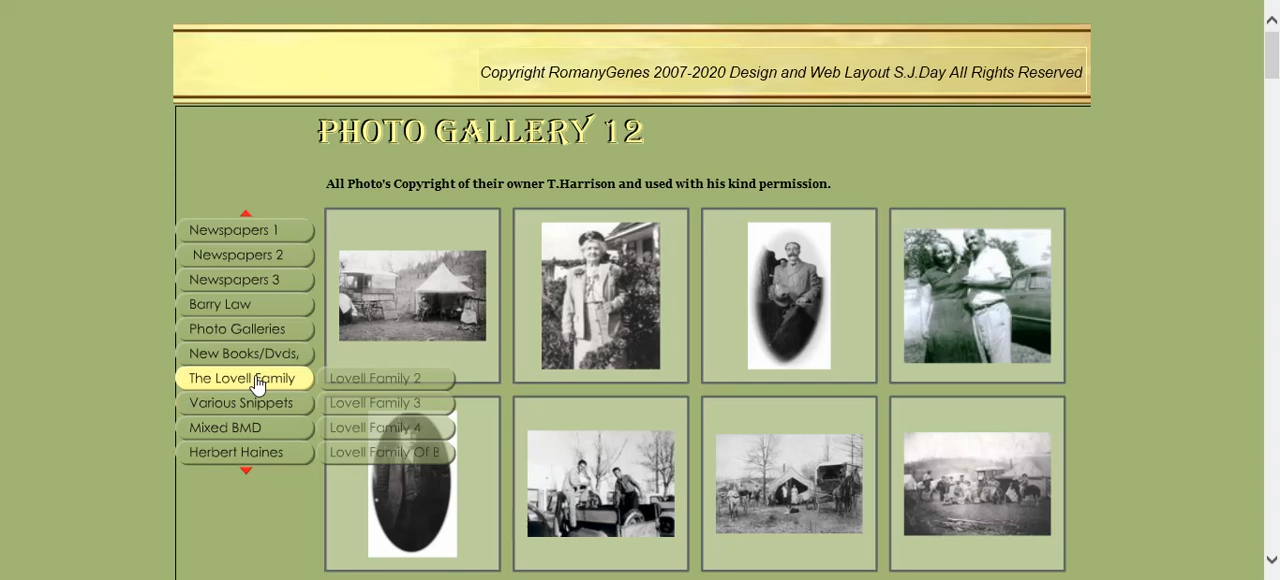 Copyright RomanyGenes 2007-2020 Design and Web Layout S.J.Day All Rights Reserved
PHOTO GALLERY 12
All Photo's Copyright of their owner T.Harrison and used with his kind permission.
Newspapers 1
Newspapers 2
Newspapers 3
Barry Law
Photo Galleries
New Books/Dvds,
The Lovell Family
Lovell Family 2
Various Snippets
Lovell Family 3
Mixed BMD
Lovell Family 4
Herbert Haines
Lovell Family Of B